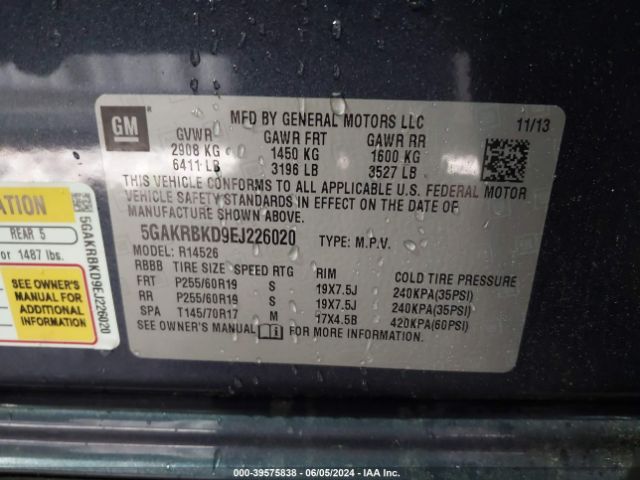 GM
MFD BY GENERAL MOTORS LLC
11/13
GVWR GAWR FRT GAWR RR
2908 KG 1450 KG 1600 KG
6411 LB 3196 LB 3527 LB
THIS VEHICLE CONFORMS TO ALL APPLICABLE U.S. FEDERAL MOTOR
VEHICLE SAFETY STANDARDS IN EFFECT ON THE DATE OF
MANUFACTURE SHOWN ABOVE.
5GAKRBKD9EJ226020 TYPE: M.P.V.
MODEL: R14526
RBBB TIRE SIZE SPEED RTG RIM COLD TIRE PRESSURE
FRT P255/60R19 S 19X7.5J 240KPA(35PSI)
RR P255/60R19 S 19X7.5J 240KPA(35PSI)
SPA T145/70R17 M 17X4.5B 420KPA(60PSI)
SEE OWNER'S MANUAL FOR ADDITIONAL INFORMATION.
REAR 5
or 1487 lbs.
SEE OWNER'S
MANUAL FOR
ADDITIONAL
INFORMATION
5GAKRBKD9EJ226020
000-39575838 - 06/05/2024 - IAA Inc.